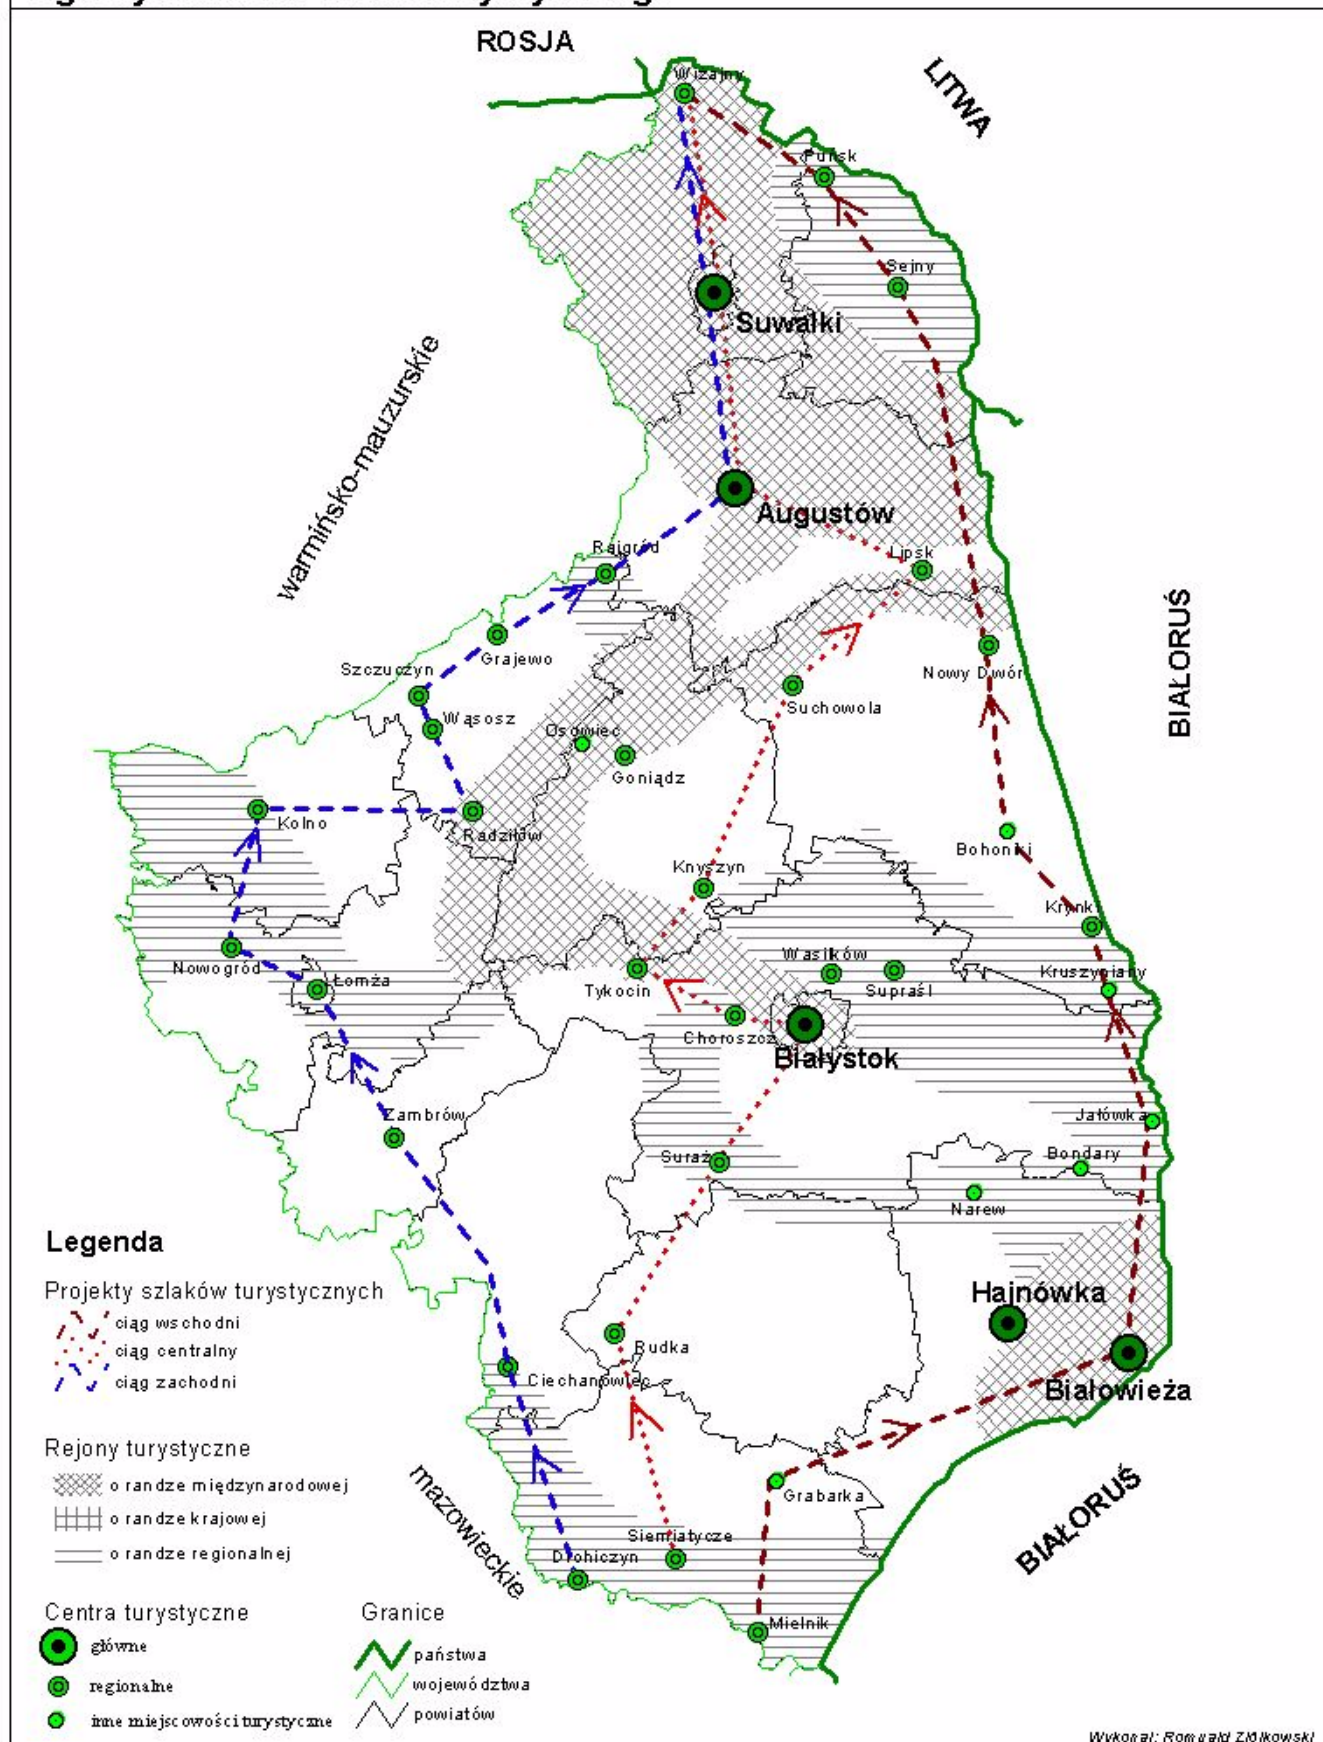 ROSJA
LITWA
Wizajny
Puńsk
Sejny
Suwałki
warmińsko-mauzurskie
Augustów
Rajgród
Lipsk
BIAŁORUŚ
Grajewo
Szczuczyn
Nowy Dwór
Suchowola
Wąsosz
Osowiec
Goniądz
Kolno
Radziłów
Bohoniki
Knyszyn
Krynki
Wasilków
Nowogród
Łomża
Tykocin
Supraśl
Kruszyniany
Choroszcz
Białystok
Zambrów
Jałówka
Suraż
Bondary
Narew
Hajnówka
Rudka
Ciechanowiec
Białowieża
mazowieckie
Grabarka
BIAŁORUŚ
Siemiatycze
Drohiczyn
Mielnik
Legenda
Projekty szlaków turystycznych
ciąg wschodni
ciąg centralny
ciąg zachodni
Rejony turystyczne
o randze międzynarodowej
o randze krajowej
o randze regionalnej
Centra turystyczne
główne
regionalne
inne miejscowości turystyczne
Granice
państwa
województwa
powiatów
Wykonał: Romuald Ziółkowski